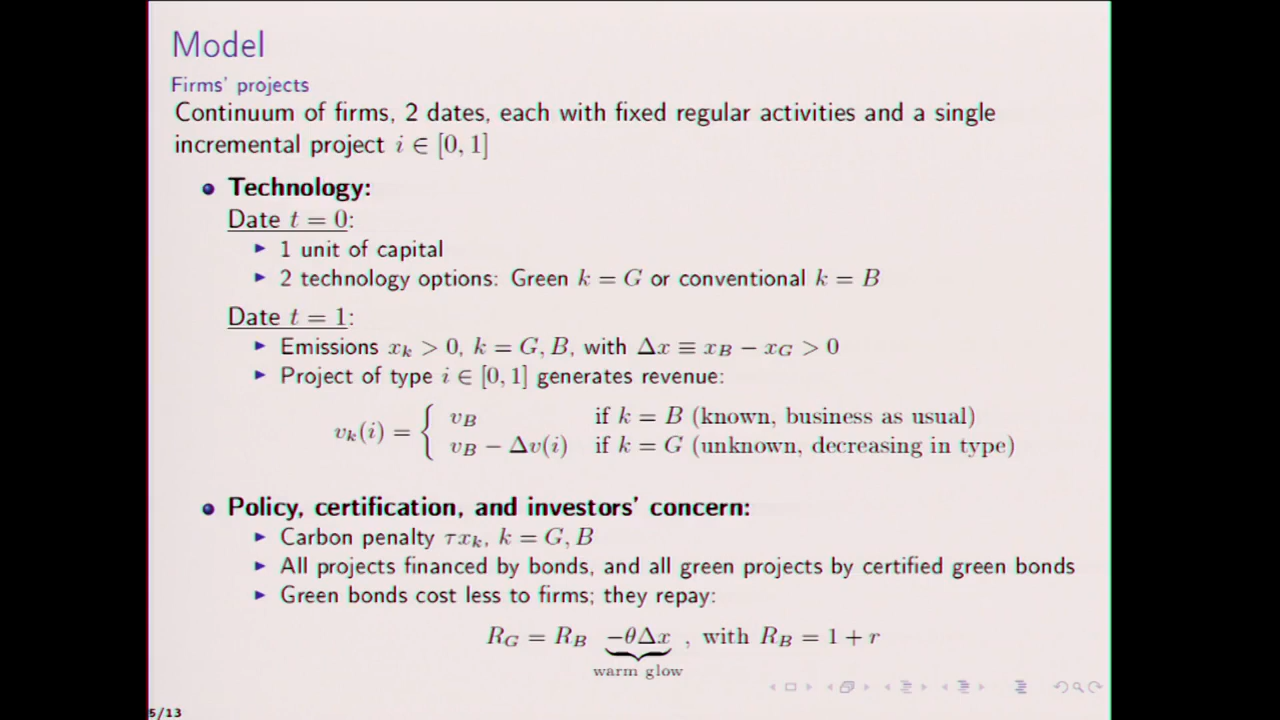 Model
Firms' projects
Continuum of firms, 2 dates, each with fixed regular activities and a single
incremental project i ∈ [0, 1]
Technology:
Date t = 0:
1 unit of capital
2 technology options: Green k = G or conventional k = B
Date t = 1:
Emissions x_k > 0, k = G, B, with Δx ≡ x_B − x_G > 0
Project of type i ∈ [0, 1] generates revenue:
v_k(i) = { v_B if k = B (known, business as usual)
v_B − Δv(i) if k = G (unknown, decreasing in type)
Policy, certification, and investors' concern:
Carbon penalty τx_k, k = G, B
All projects financed by bonds, and all green projects by certified green bonds
Green bonds cost less to firms; they repay:
R_G = R_B −θΔx , with R_B = 1 + r
warm glow
5/13